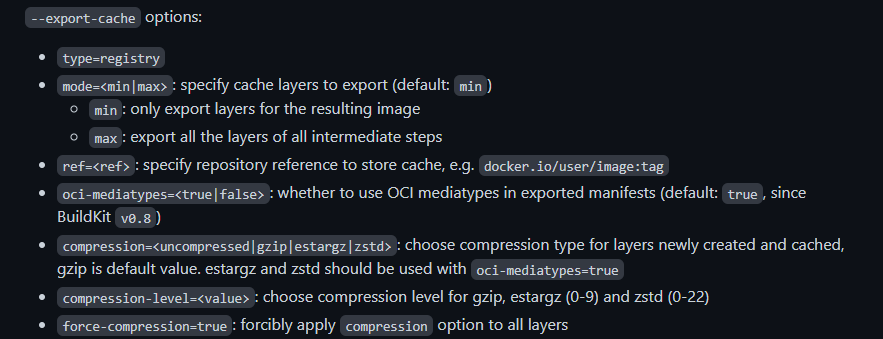 --export-cache options:
• type=registry
• mode=<min|max>: specify cache layers to export (default: min)
◦ min: only export layers for the resulting image
◦ max: export all the layers of all intermediate steps
• ref=<ref>: specify repository reference to store cache, e.g. docker.io/user/image:tag
• oci-mediatypes=<true|false>: whether to use OCI mediatypes in exported manifests (default: true, since
BuildKit v0.8)
• compression=<uncompressed|gzip|estargz|zstd>: choose compression type for layers newly created and cached,
gzip is default value. estargz and zstd should be used with oci-mediatypes=true
• compression-level=<value>: choose compression level for gzip, estargz (0-9) and zstd (0-22)
• force-compression=true: forcibly apply compression option to all layers